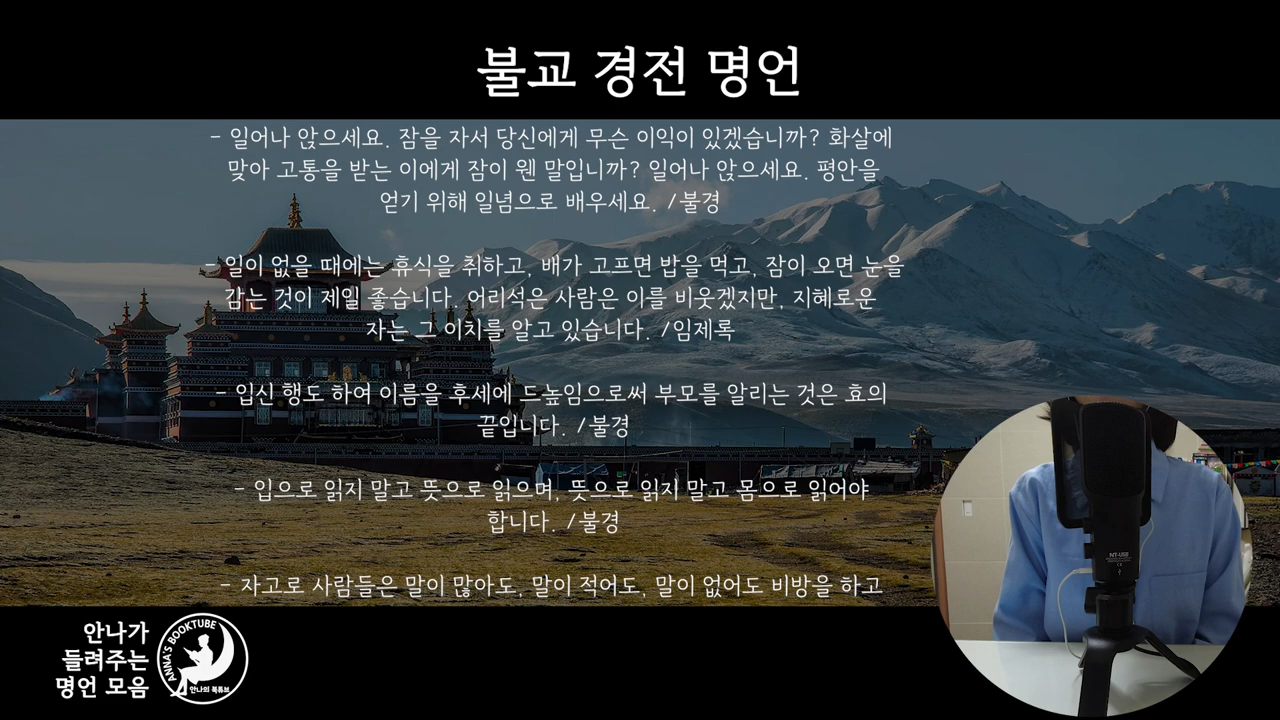 불교 경전 명언
- 일어나 앉으세요. 잠을 자서 당신에게 무슨 이익이 있겠습니까? 화살에
맞아 고통을 받는 이에게 잠이 웬 말입니까? 일어나 앉으세요. 평안을
얻기 위해 일념으로 배우세요. /불경
- 일이 없을 때에는 휴식을 취하고, 배가 고프면 밥을 먹고, 잠이 오면 눈을
감는 것이 제일 좋습니다. 어리석은 사람은 이를 비웃겠지만, 지혜로운
자는 그 이치를 알고 있습니다. /임제록
- 입신 행도 하여 이름을 후세에 드높임으로써 부모를 알리는 것은 효의
끝입니다. /불경
- 입으로 읽지 말고 뜻으로 읽으며, 뜻으로 읽지 말고 몸으로 읽어야
합니다. /불경
- 자고로 사람들은 말이 많아도, 말이 적어도, 말이 없어도 비방을 하고
안나가
들려주는
명언 모음
ANNA'S BOOKTUBE
안나의 북튜브
NT-USB